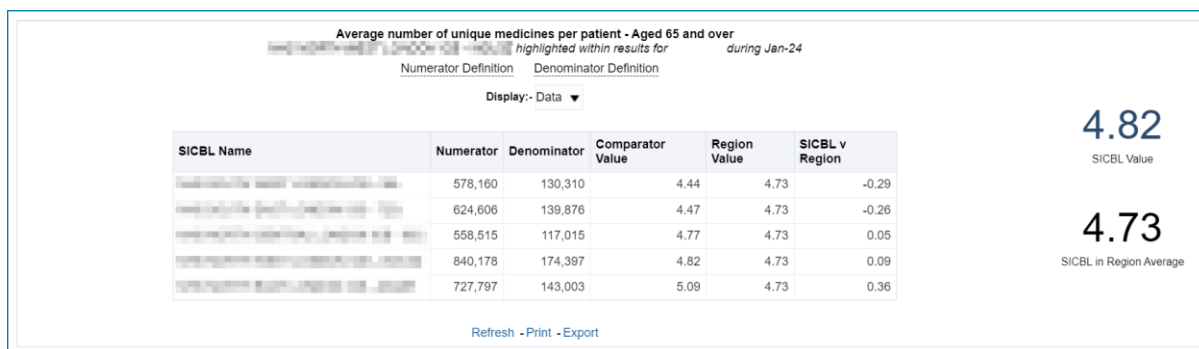 Average number of unique medicines per patient - Aged 65 and over
highlighted within results for during Jan-24
Numerator Definition Denominator Definition
Display:- Data ▼
SICBL Name Numerator Denominator Comparator Value Region Value SICBL v Region
578,160 130,310 4.44 4.73 -0.29
624,606 139,876 4.47 4.73 -0.26
558,515 117,015 4.77 4.73 0.05
840,178 174,397 4.82 4.73 0.09
727,797 143,003 5.09 4.73 0.36
Refresh - Print - Export
4.82
SICBL Value
4.73
SICBL in Region Average